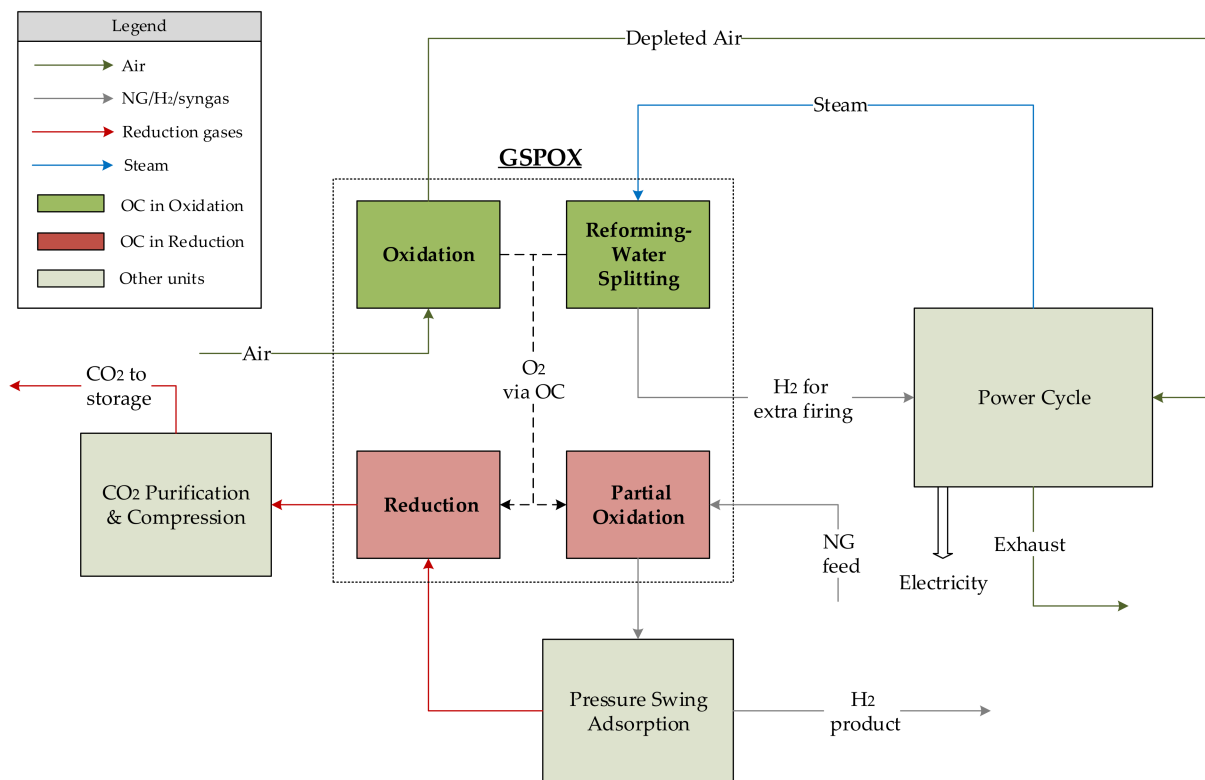 Legend
Air
NG/H2/syngas
Reduction gases
Steam
OC in Oxidation
OC in Reduction
Other units
Depleted Air
Steam
GSPOX
Oxidation
Reforming-
Water
Splitting
Air
O2
via OC
H2 for
extra firing
Power Cycle
CO2 to
storage
CO2 Purification
& Compression
Reduction
Partial
Oxidation
NG
feed
Electricity
Exhaust
Pressure Swing
Adsorption
H2
product